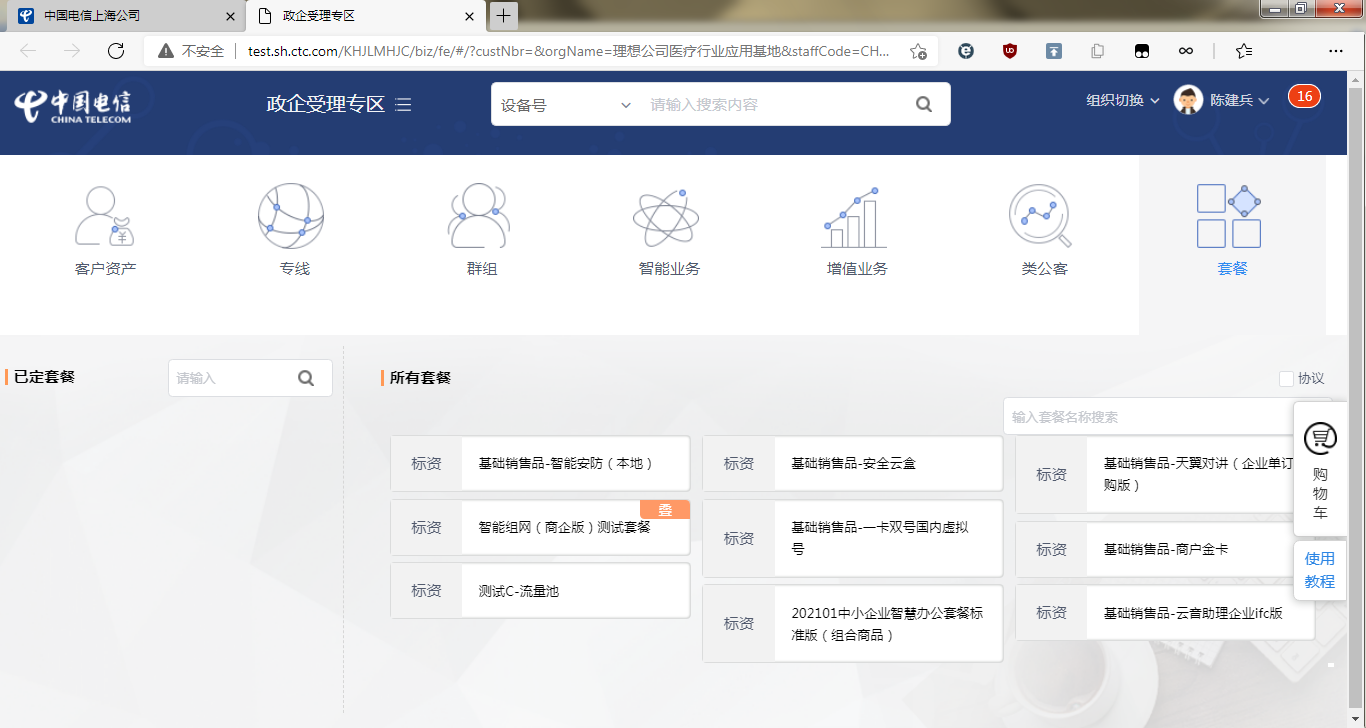 中国电信上海公司
政企受理专区
不安全
test.sh.ctc.com/KHJLMHJC/biz/fe/#/?custNbr=&orgName=理想公司医疗行业应用基地&staffCode=CH...
中国电信
CHINA TELECOM
政企受理专区
设备号
请输入搜索内容
组织切换
陈建兵
16
客户资产
专线
群组
智能业务
增值业务
类公客
套餐
已定套餐
请输入
所有套餐
协议
输入套餐名称搜索
标资
基础销售品-智能安防（本地）
标资
基础销售品-安全云盒
标资
基础销售品-天翼对讲（企业单订
购版）
标资
叠
智能组网（商企版）测试套餐
标资
基础销售品-一卡双号国内虚拟
号
标资
基础销售品-商户金卡
标资
测试C-流量池
标资
202101中小企业智慧办公套餐标
准版（组合商品）
标资
基础销售品-云音助理企业ifc版
购
物
车
使用
教程